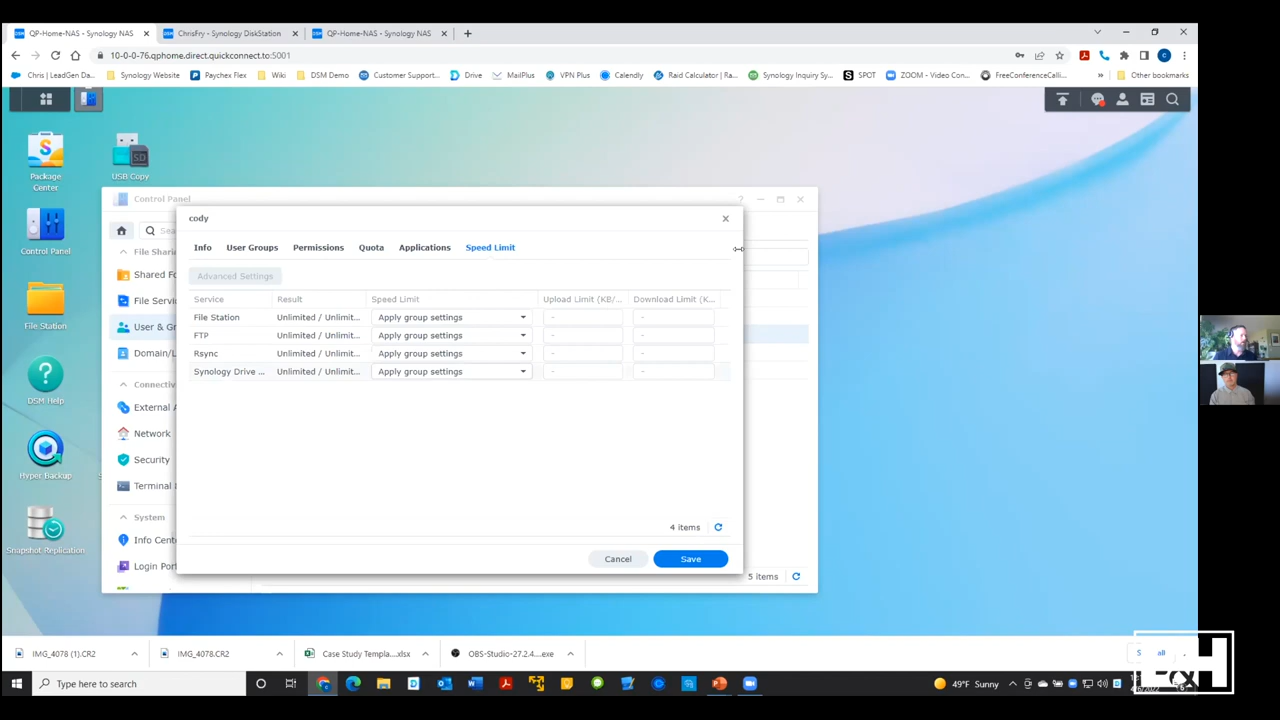 QP-Home-NAS - Synology NAS
ChrisFry - Synology DiskStation
QP-Home-NAS - Synology NAS
10-0-0-76.qphome.direct.quickconnect.to:5001
Chris | LeadGen Da...
Synology Website
Paychex Flex
Wiki
DSM Demo
Customer Support...
Drive
MailPlus
VPN Plus
Calendly
Raid Calculator | Ra...
Synology Inquiry Sy...
SPOT
ZOOM - Video Con...
FreeConferenceCalli...
Other bookmarks
Package
Center
USB Copy
Control Panel
File Station
DSM Help
Hyper Backup
Snapshot Replication
Control Panel
Sea
File Sharin
Shared Fo
File Servic
User & Gr
Domain/L
Connectiv
External A
Network
Security
Terminal
System
Info Cente
Login Port
cody
Info
User Groups
Permissions
Quota
Applications
Speed Limit
Advanced Settings
Service
Result
Speed Limit
Upload Limit (KB/...
Download Limit (K...
File Station
Unlimited / Unlimit...
Apply group settings
-
-
FTP
Unlimited / Unlimit...
Apply group settings
-
-
Rsync
Unlimited / Unlimit...
Apply group settings
-
-
Synology Drive ...
Unlimited / Unlimit...
Apply group settings
-
-
4 items
Cancel
Save
5 items
IMG_4078 (1).CR2
IMG_4078.CR2
Case Study Templa....xlsx
OBS-Studio-27.2.4....exe
Type here to search
49°F Sunny
B&H